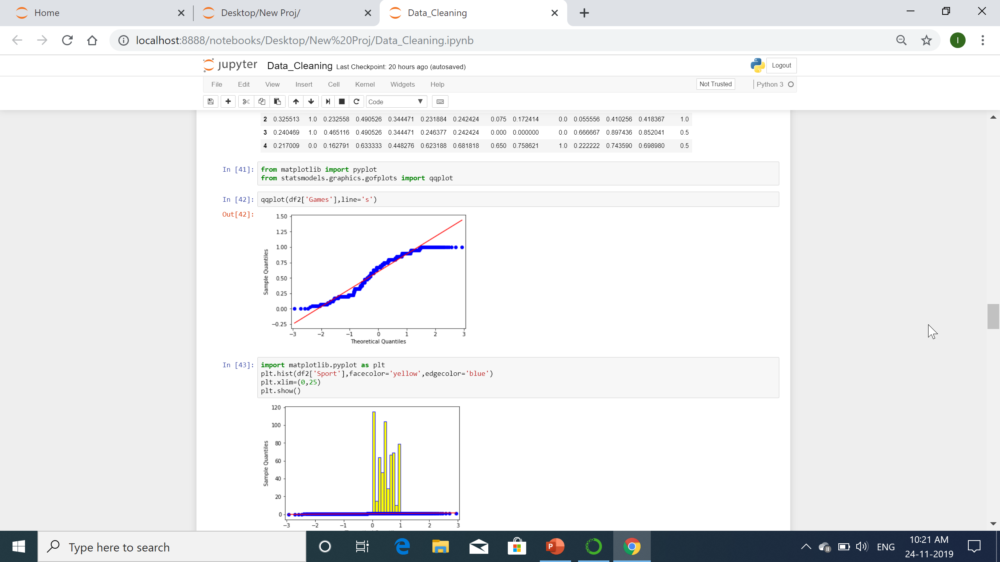 Home
Desktop/New Proj/
Data_Cleaning
localhost:8888/notebooks/Desktop/New%20Proj/Data_Cleaning.ipynb
I
jupyter Data_Cleaning Last Checkpoint: 20 hours ago (autosaved)
Logout
File Edit View Insert Cell Kernel Widgets Help
Not Trusted
Python 3
Code
2 0.325513 1.0 0.232558 0.490526 0.344471 0.231884 0.242424 0.075 0.172414 0.0 0.055556 0.410256 0.418367 1.0
3 0.240469 1.0 0.465116 0.490526 0.344471 0.246377 0.242424 0.000 0.000000 0.0 0.666667 0.897436 0.852041 0.5
4 0.217009 0.0 0.162791 0.633333 0.448276 0.623188 0.681818 0.650 0.758621 1.0 0.222222 0.743590 0.698980 0.5
In [41]: from matplotlib import pyplot
from statsmodels.graphics.gofplots import qqplot
In [42]: qqplot(df2['Games'],line='s')
Out[42]:
1.50
1.25
1.00
0.75
0.50
0.25
0.00
−0.25
Sample Quantiles
−3 −2 −1 0 1 2 3
Theoretical Quantiles
In [43]: import matplotlib.pyplot as plt
plt.hist(df2['Sport'],facecolor='yellow',edgecolor='blue')
plt.xlim=(0,25)
plt.show()
120
100
80
60
40
20
0
Sample Quantiles
−3 −2 −1 0 1 2 3
Type here to search
P
ENG
10:21 AM
24-11-2019